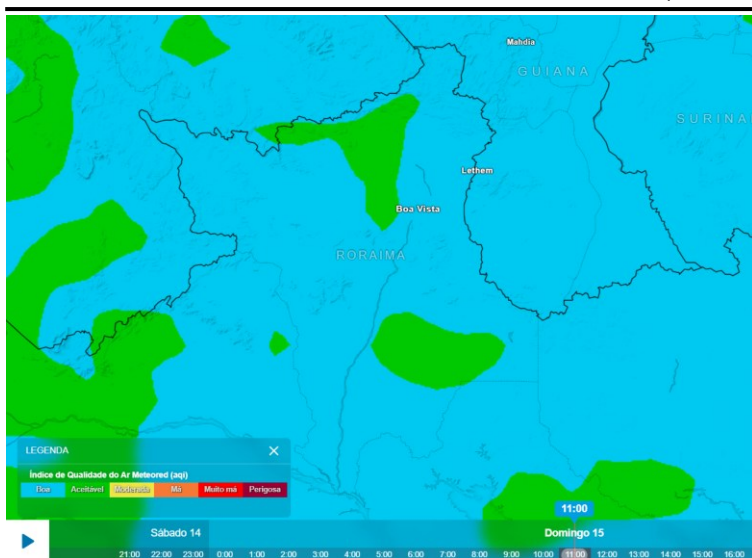 Mahdia
GUIANA
SURINA
Lethem
Boa Vista
RORAIMA
LEGENDA
Índice de Qualidade do Ar Meteored (aqi)
Boa Aceitável Moderada Má Muito má Perigosa
11:00
Sábado 14 Domingo 15
21:00 22:00 23:00 0:00 1:00 2:00 3:00 4:00 5:00 6:00 7:00 8:00 9:00 10:00 11:00 12:00 13:00 14:00 15:00 16:00